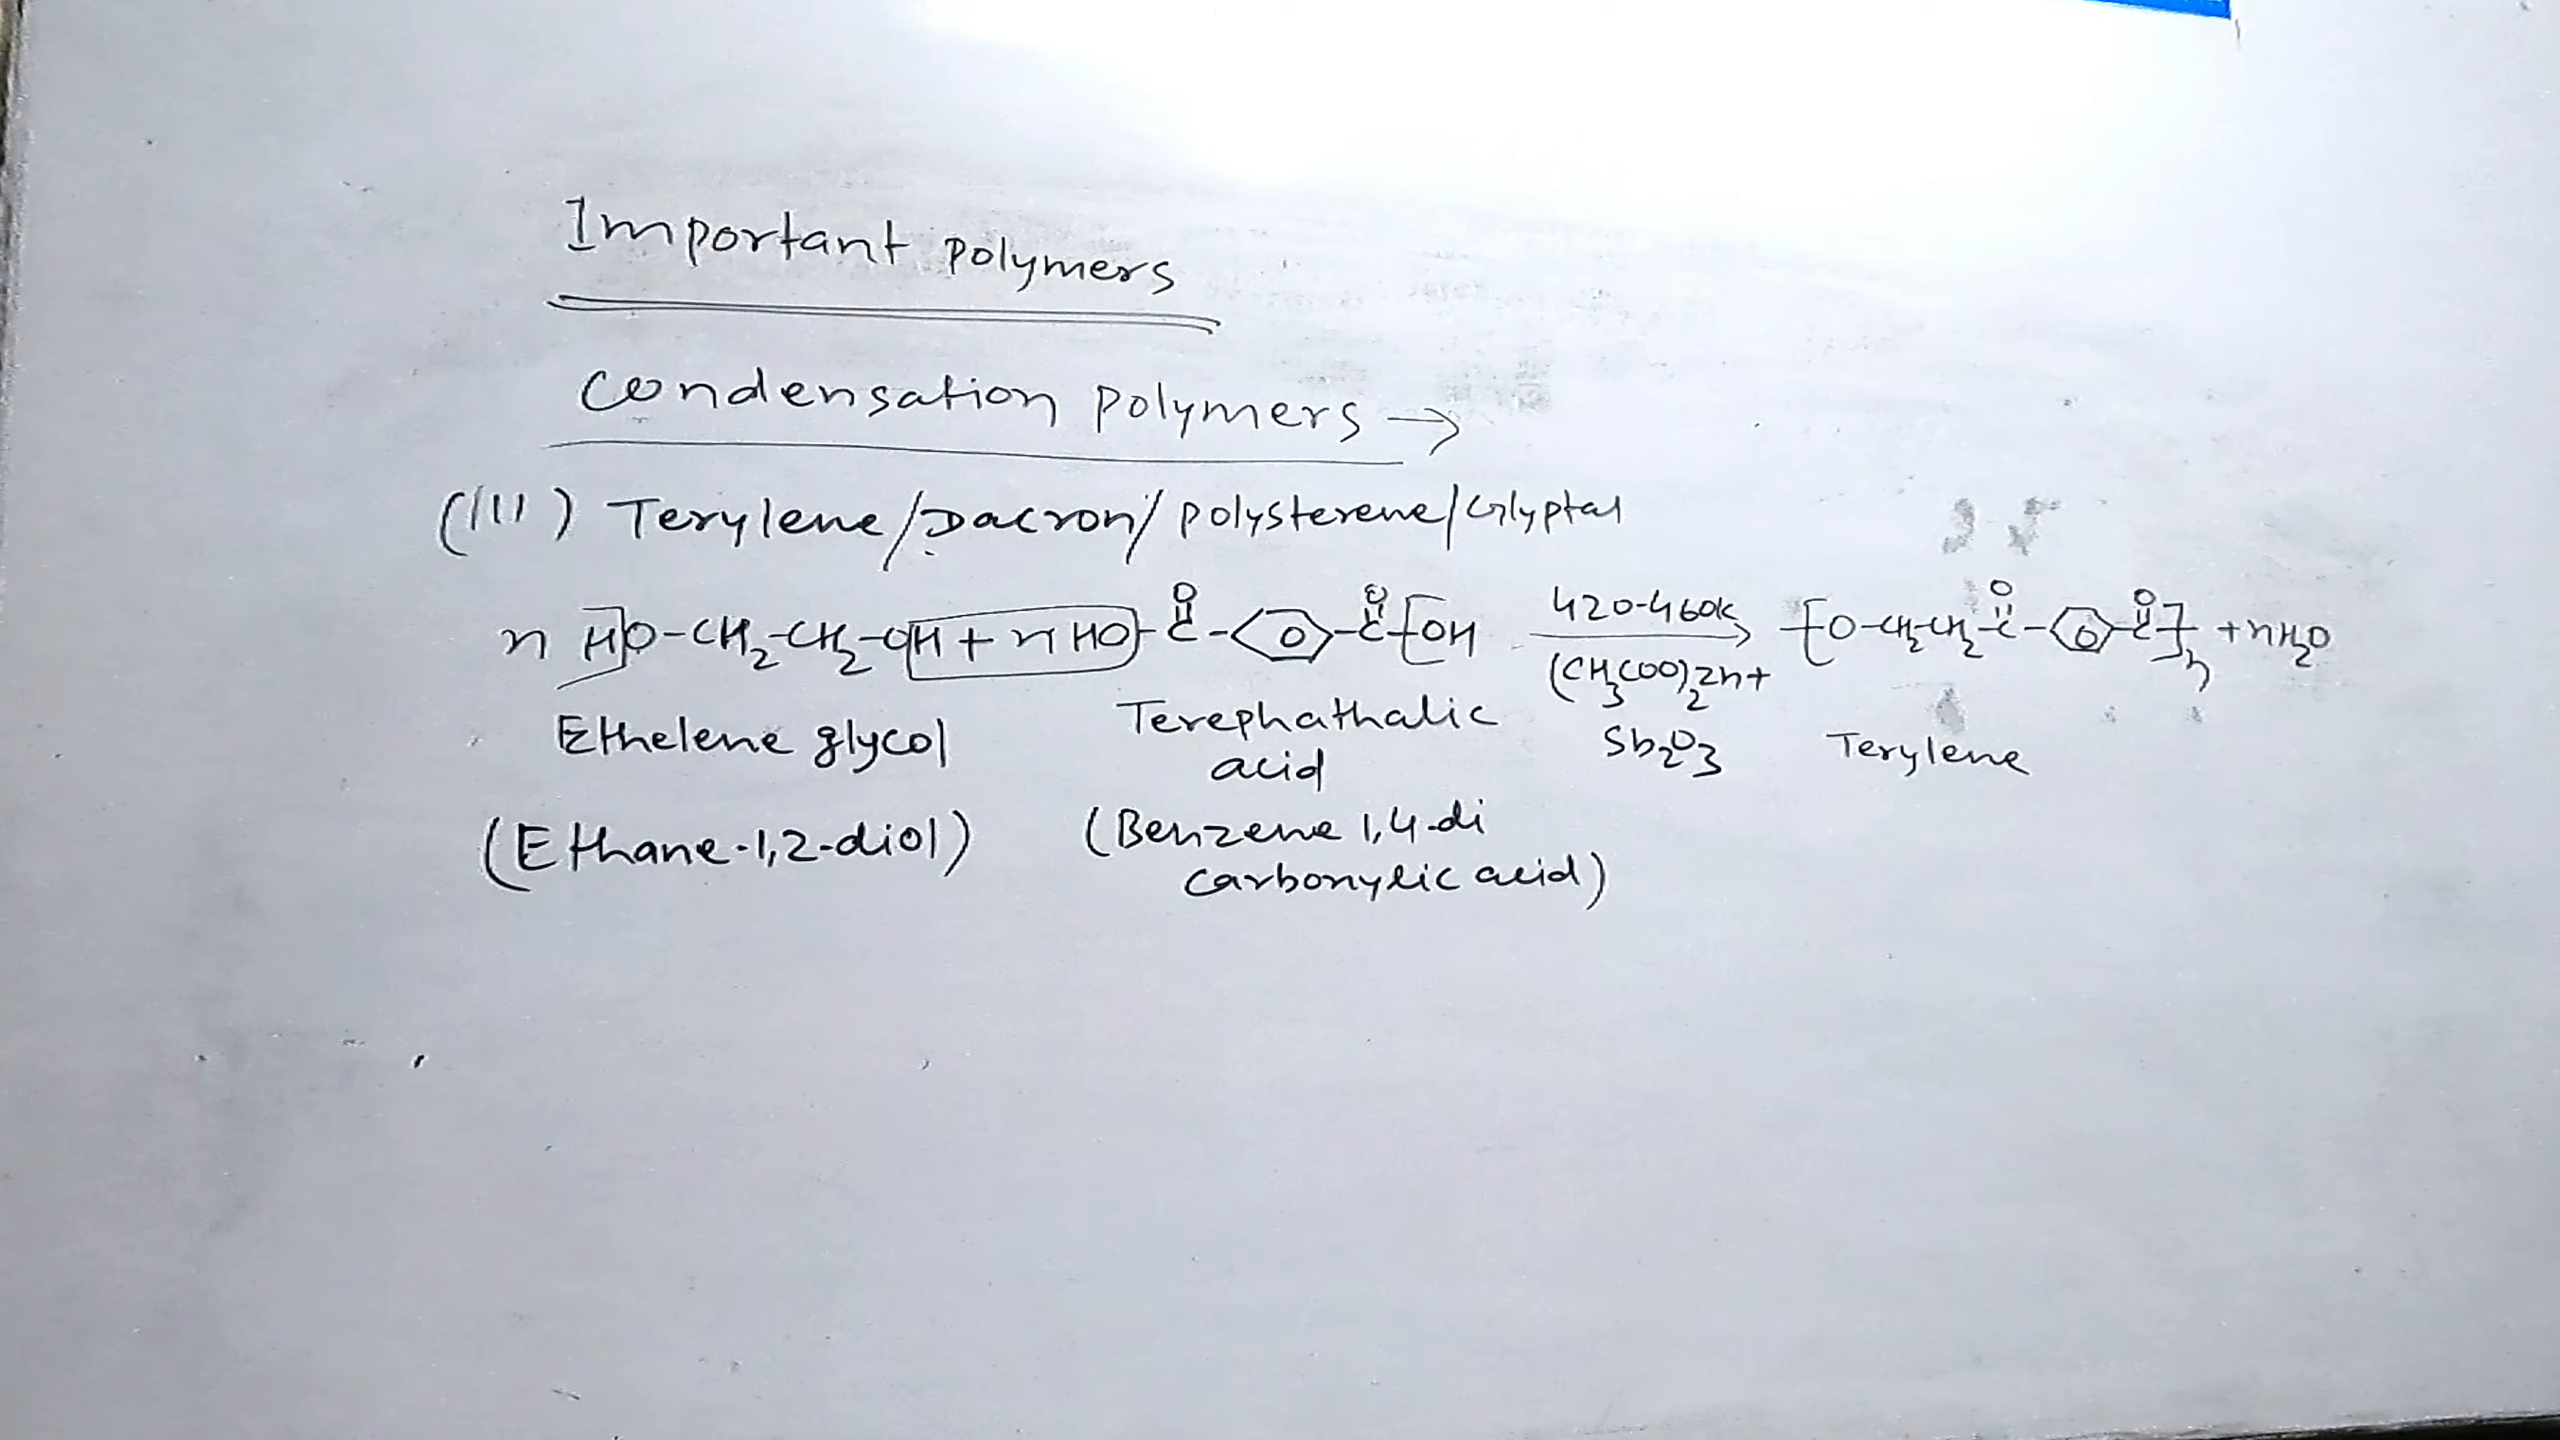 Important polymers
Condensation polymers →
(III) Terylene/Dacron/polysterene/Glyptal
n HO-CH2-CH2-OH + n HO-C(=O)-⌬-C(=O)-OH 420-460K → [O-CH2-CH2-C(=O)-⌬-C(=O)]n + nH2O
(CH3COO)2Zn+
Sb2O3
Ethelene glycol
Terephathalic
acid
Terylene
(Ethane-1,2-diol)
(Benzene 1,4-di
carbonylic acid)